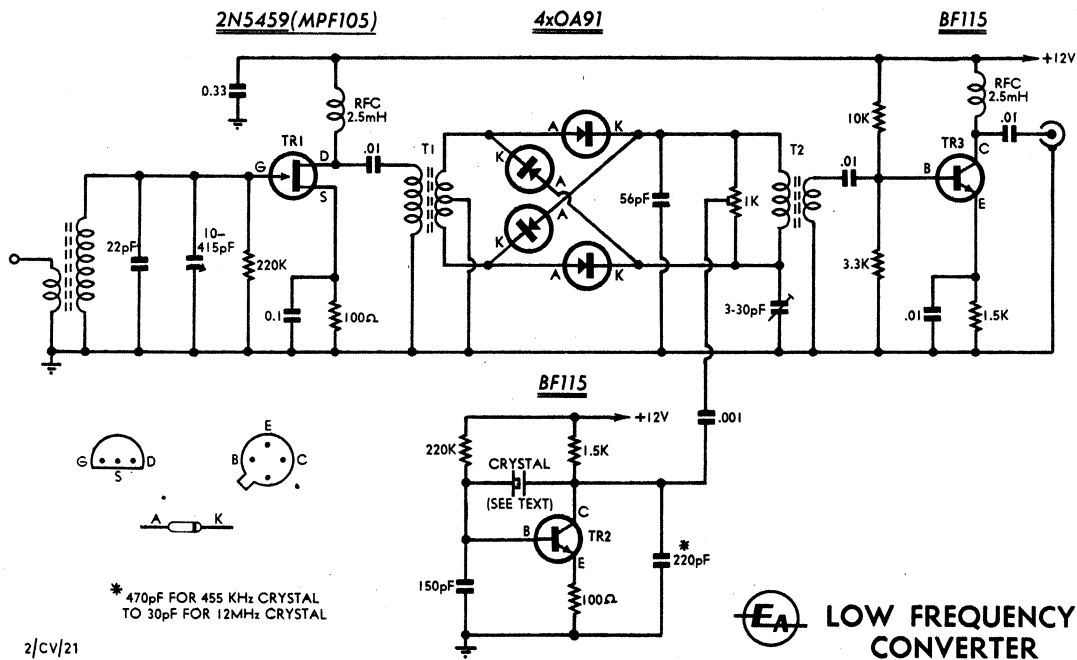 2N5459(MPF105)
4xOA91
BF115
+12V
0.33
RFC
2.5mH
RFC
2.5mH
10K
TR1
D
G
S
.01
T1
A
K
K
A
A
K
A
K
56pF
1K
T2
.01
TR3
B
C
E
.01
22pF
10-
415pF
220K
0.1
100Ω
3-30pF
3.3K
.01
1.5K
BF115
+12V
.001
220K
1.5K
CRYSTAL
(SEE TEXT)
C
B
TR2
E
*
220pF
150pF
100Ω
G
D
S
E
B
C
A
K
* 470pF FOR 455 KHz CRYSTAL
TO 30pF FOR 12MHz CRYSTAL
2/CV/21
EA
LOW FREQUENCY
CONVERTER